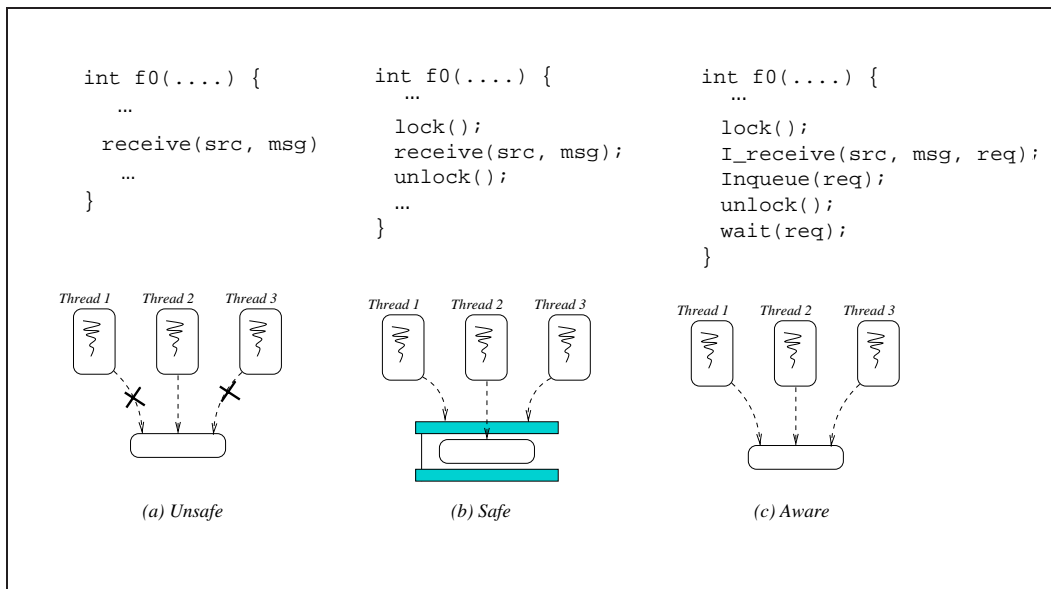 int f0(....) {
...
receive(src, msg)
...
}
int f0(....) {
...
lock();
receive(src, msg);
unlock();
...
}
int f0(....) {
...
lock();
I_receive(src, msg, req);
Inqueue(req);
unlock();
wait(req);
}
Thread 1
Thread 2
Thread 3
(a) Unsafe
Thread 1
Thread 2
Thread 3
(b) Safe
Thread 1
Thread 2
Thread 3
(c) Aware